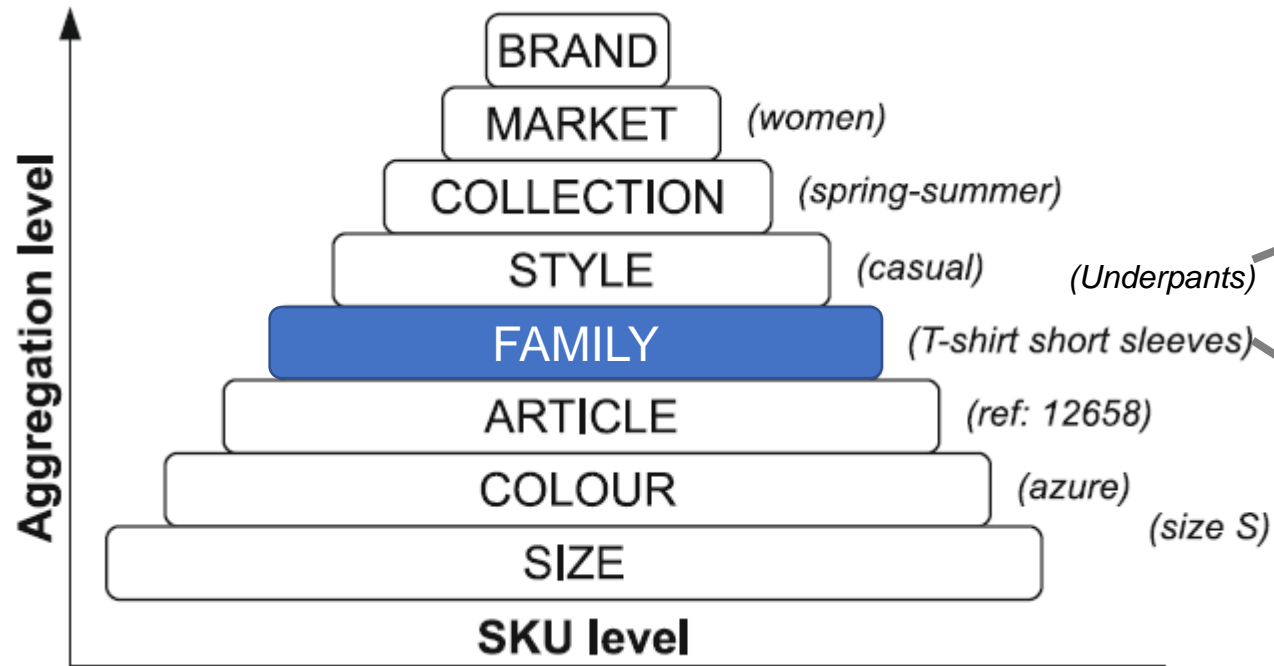 BRAND
MARKET (women)
COLLECTION (spring-summer)
STYLE (casual) (Underpants)
FAMILY (T-shirt short sleeves)
ARTICLE (ref: 12658)
COLOUR (azure)
(size S)
SIZE
SKU level
Aggregation level